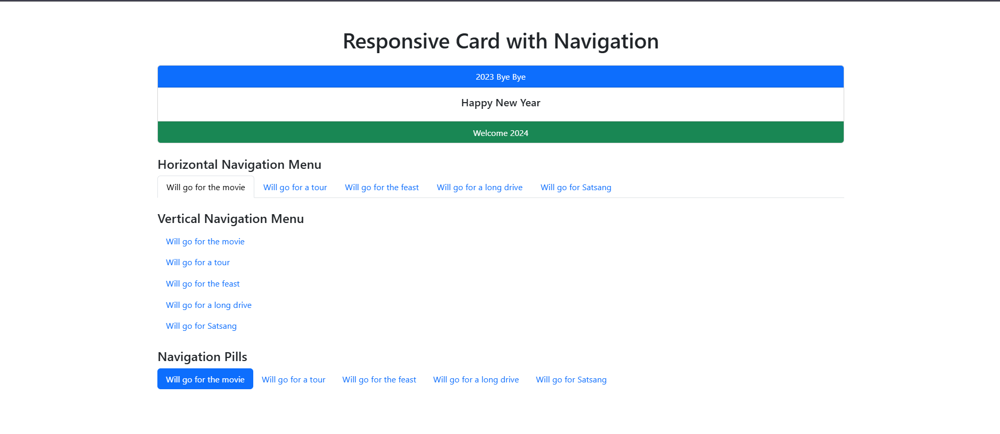 Responsive Card with Navigation
2023 Bye Bye
Happy New Year
Welcome 2024
Horizontal Navigation Menu
Will go for the movie Will go for a tour Will go for the feast Will go for a long drive Will go for Satsang
Vertical Navigation Menu
Will go for the movie
Will go for a tour
Will go for the feast
Will go for a long drive
Will go for Satsang
Navigation Pills
Will go for the movie Will go for a tour Will go for the feast Will go for a long drive Will go for Satsang